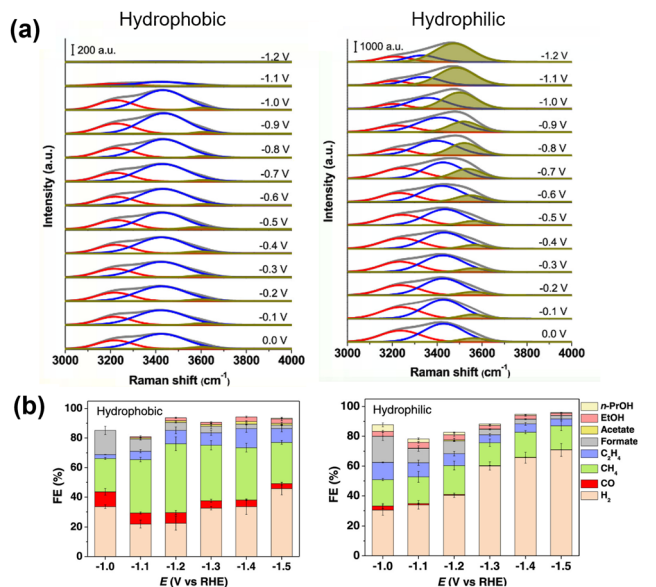 Hydrophobic
Hydrophilic
(a)
200 a.u.
-1.2 V
-1.1 V
-1.0 V
-0.9 V
-0.8 V
-0.7 V
-0.6 V
-0.5 V
-0.4 V
-0.3 V
-0.2 V
-0.1 V
0.0 V
Intensity (a.u.)
3000 3200 3400 3600 3800 4000
Raman shift (cm⁻¹)
1000 a.u.
-1.2 V
-1.1 V
-1.0 V
-0.9 V
-0.8 V
-0.7 V
-0.6 V
-0.5 V
-0.4 V
-0.3 V
-0.2 V
-0.1 V
0.0 V
Intensity (a.u.)
3000 3200 3400 3600 3800 4000
Raman shift (cm⁻¹)
(b)
Hydrophobic
100
80
60
40
20
0
FE (%)
-1.0 -1.1 -1.2 -1.3 -1.4 -1.5
E (V vs RHE)
Hydrophilic
100
80
60
40
20
0
FE (%)
-1.0 -1.1 -1.2 -1.3 -1.4 -1.5
E (V vs RHE)
n-PrOH
EtOH
Acetate
Formate
C₂H₄
CH₄
CO
H₂